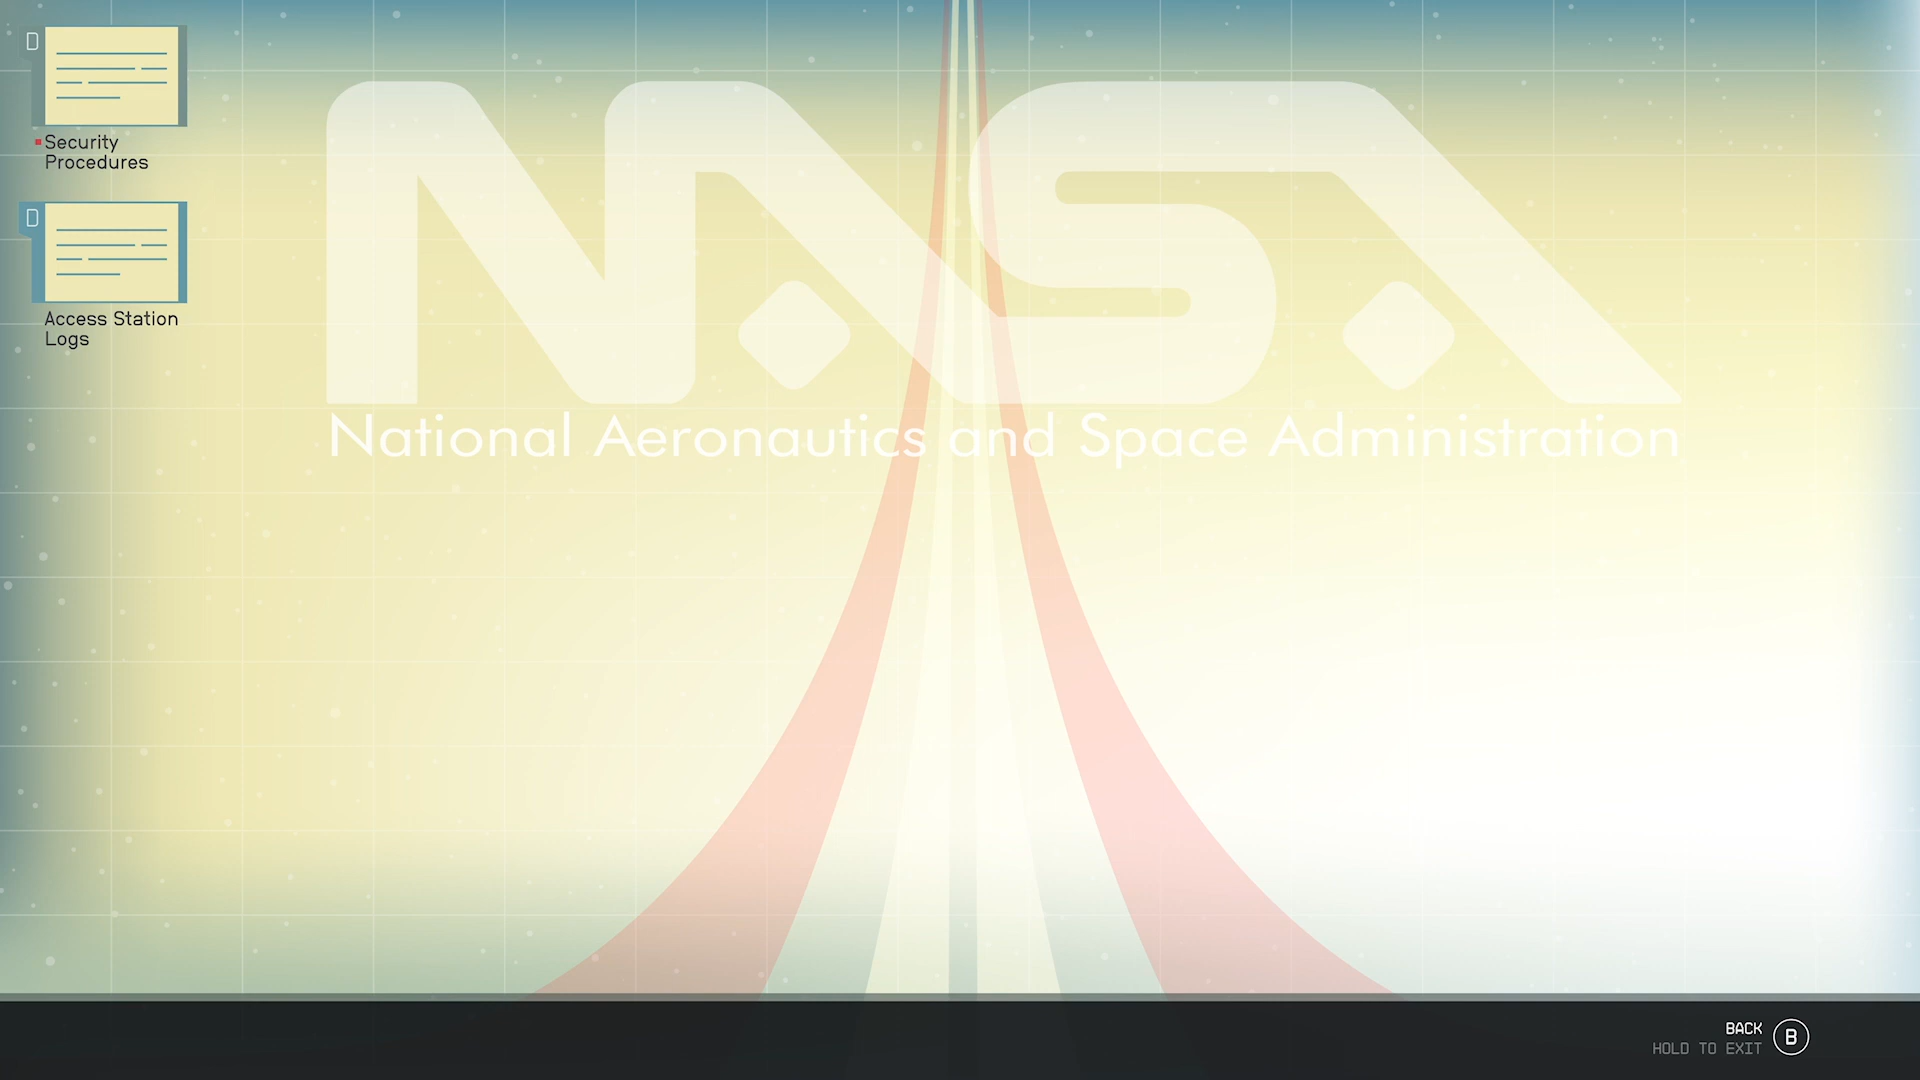 D
Security
Procedures
D
Access Station
Logs
NASA
National Aeronautics and Space Administration
BACK
HOLD TO EXIT
B